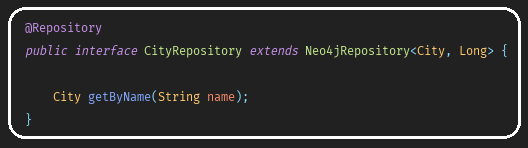 @Repository
public interface CityRepository extends Neo4jRepository<City, Long> {
City getByName(String name);
}